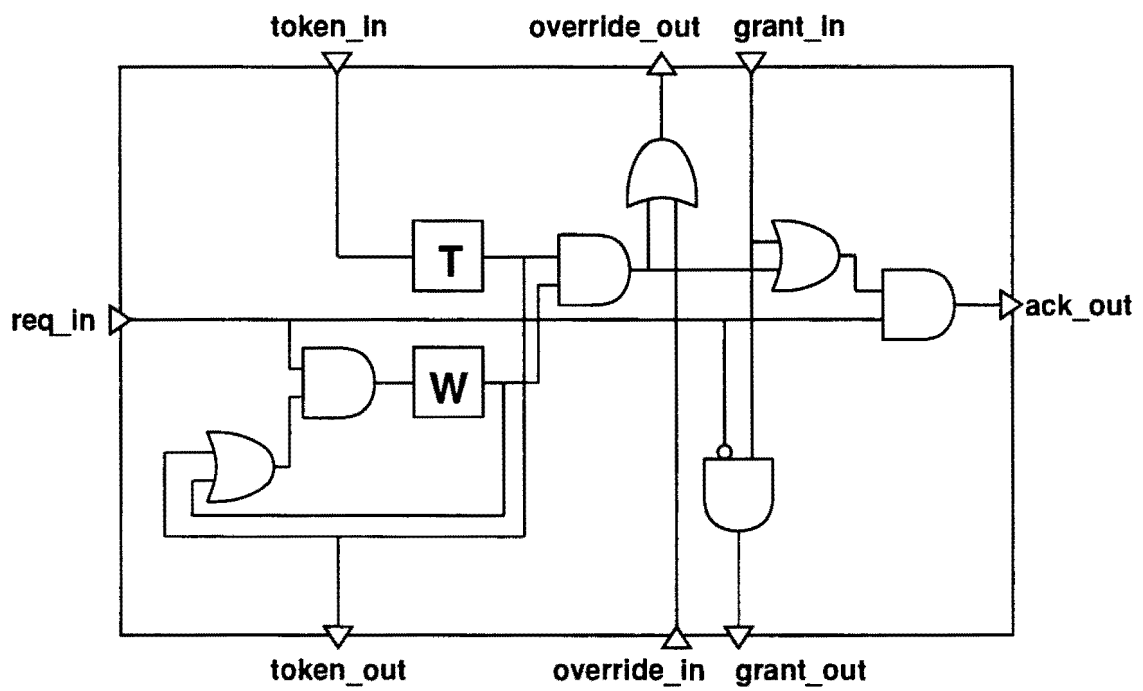 token_in override_out grant_in
T
req_in
ack_out
W
token_out override_in grant_out